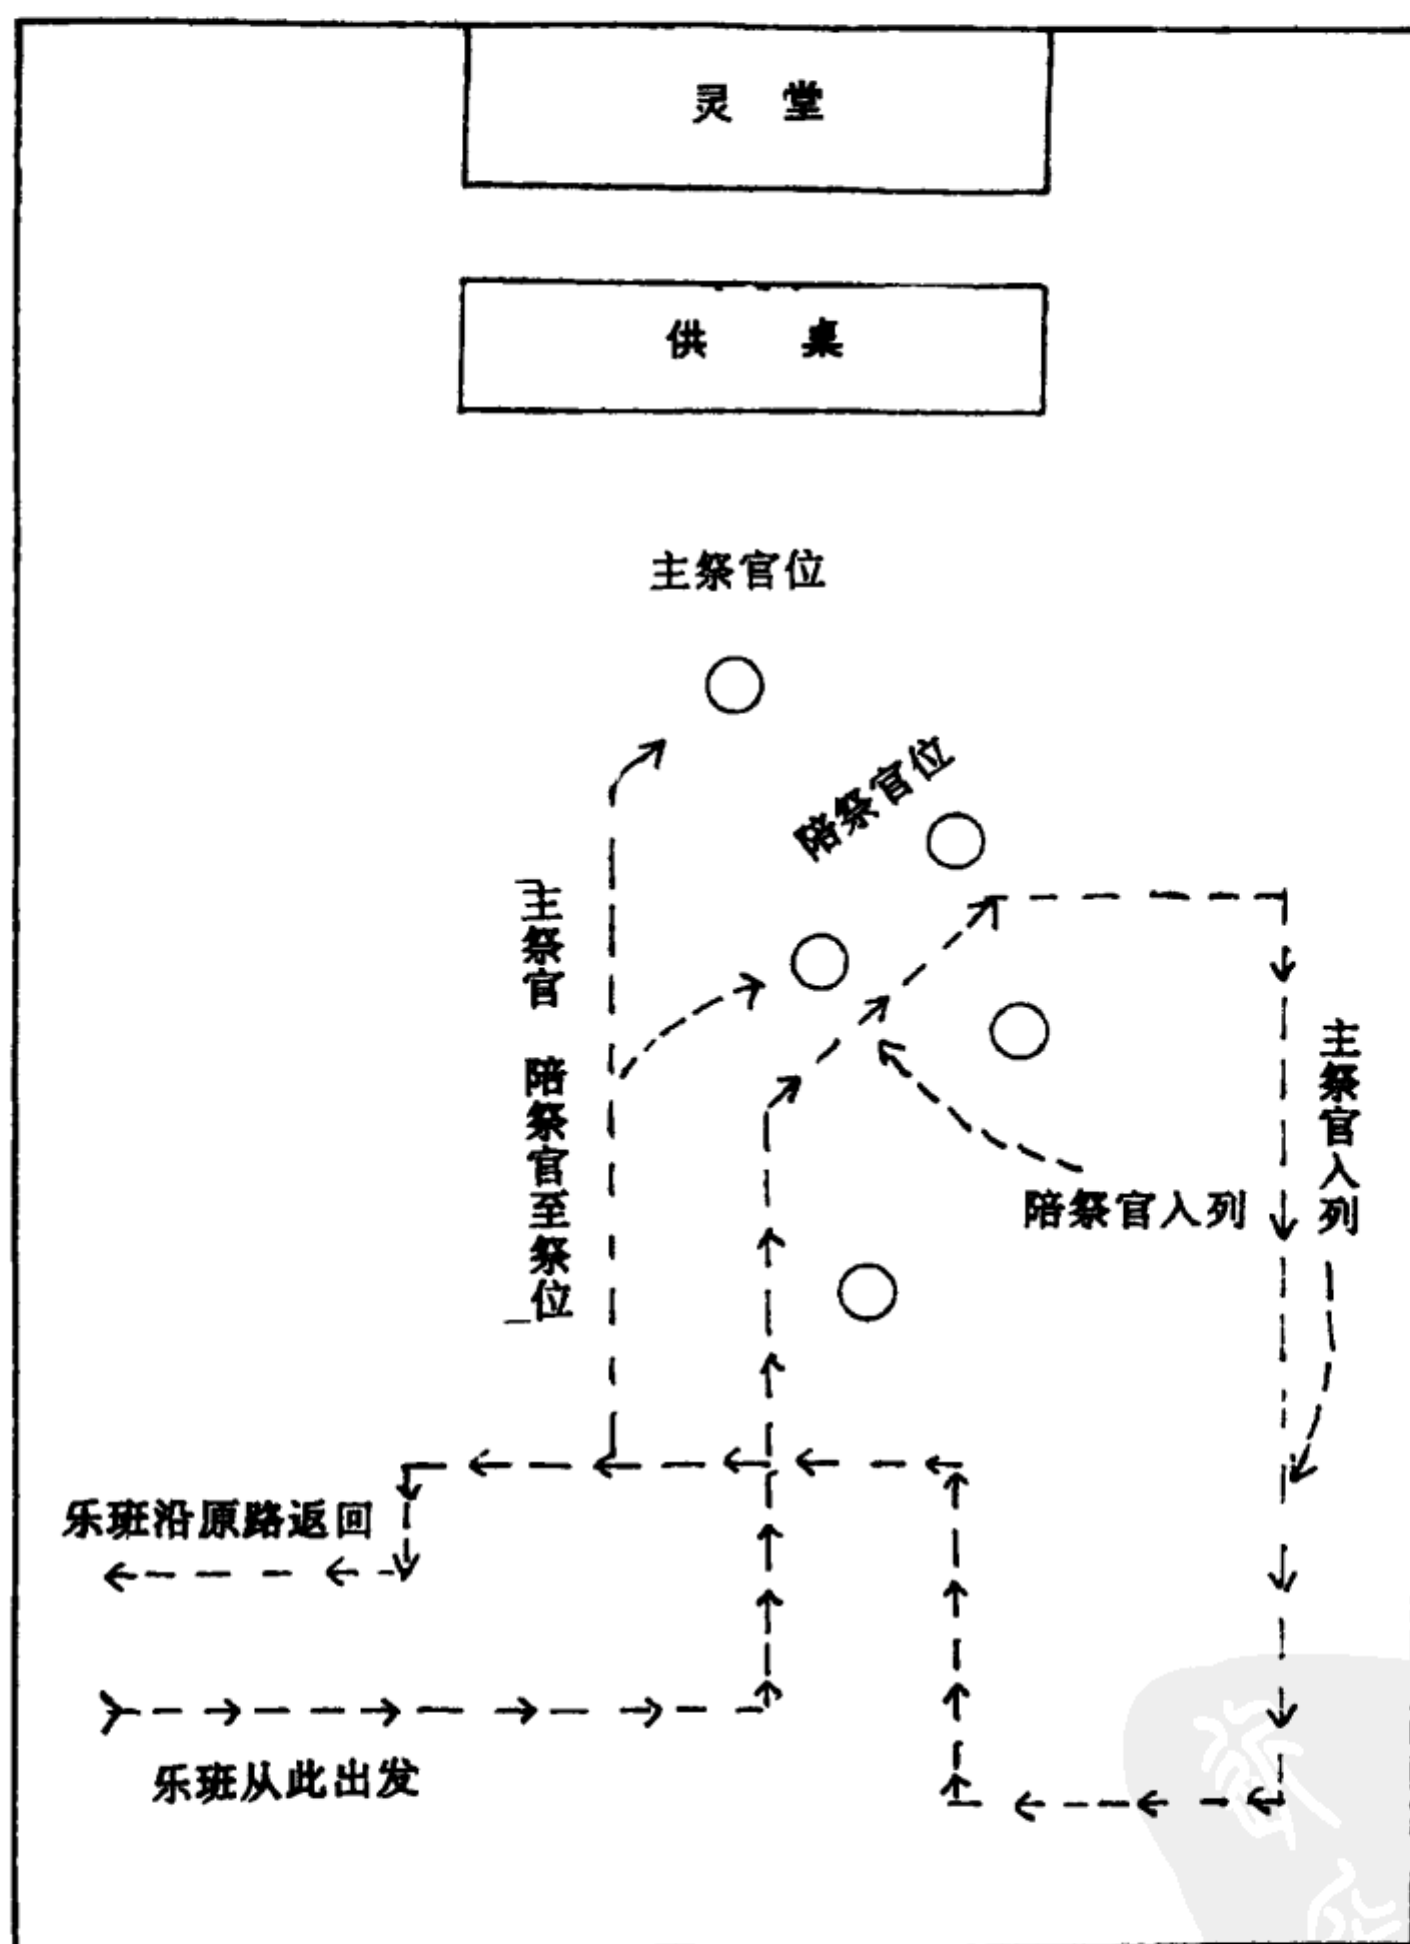 灵 堂
供 桌
主祭官位
陪祭官位
主祭官 陪祭官至祭位
主祭官入列
陪祭官入列
乐班沿原路返回
乐班从此出发